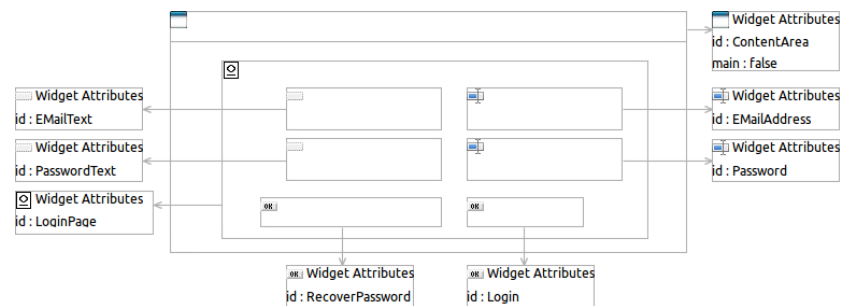 Widget Attributes
id : ContentArea
main : false
Widget Attributes
id : EMailText
Widget Attributes
id : EMailAddress
Widget Attributes
id : PasswordText
Widget Attributes
id : Password
Widget Attributes
id : LoginPage
OK
OK
OK Widget Attributes
id : RecoverPassword
OK Widget Attributes
id : Login